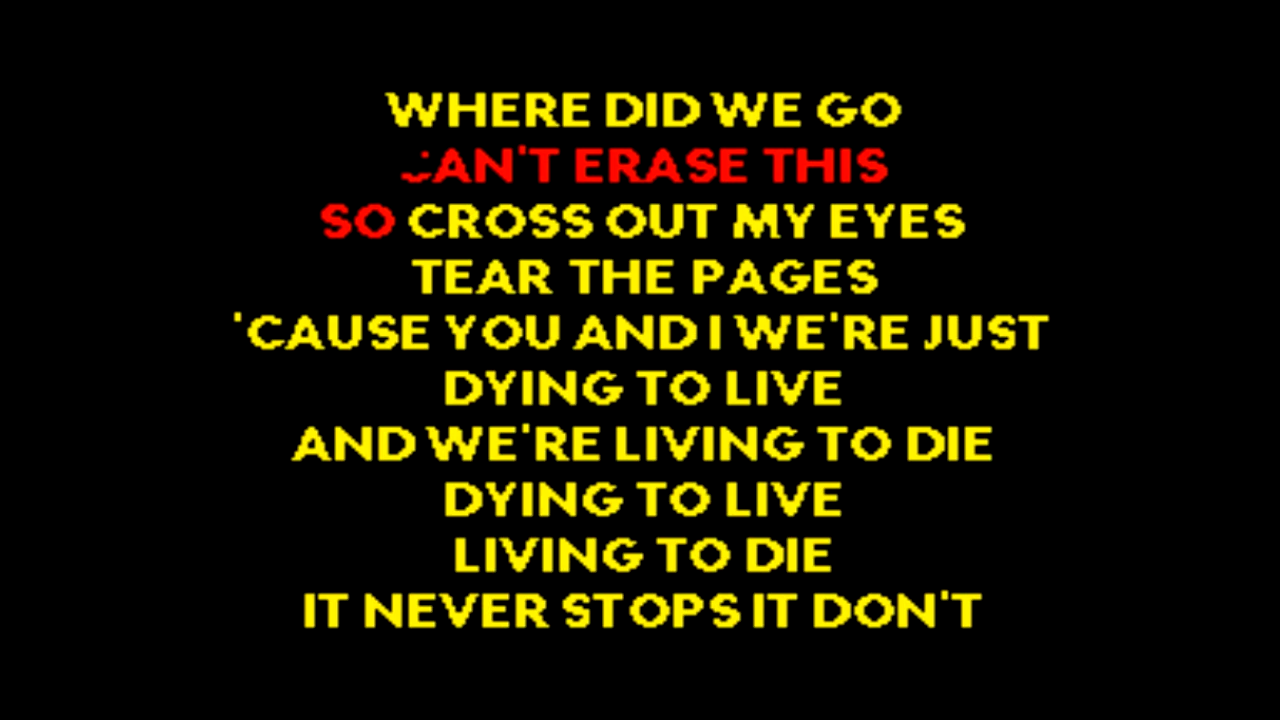 WHERE DID WE GO
CAN'T ERASE THIS
SO CROSS OUT MY EYES
TEAR THE PAGES
'CAUSE YOU AND I WE'RE JUST
DYING TO LIVE
AND WE'RE LIVING TO DIE
DYING TO LIVE
LIVING TO DIE
IT NEVER STOPS IT DON'T